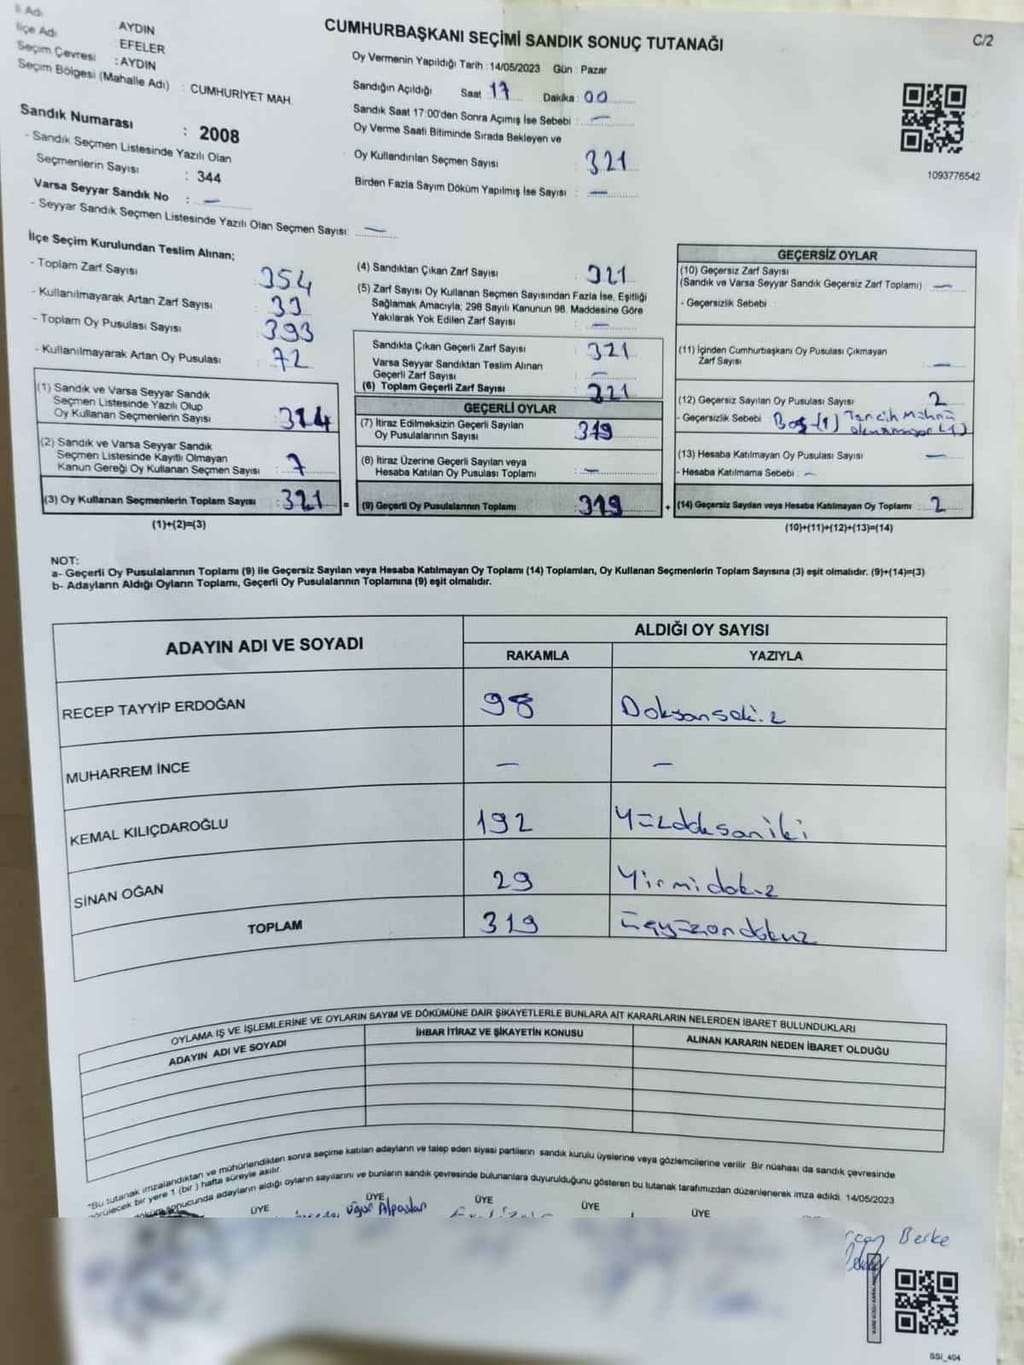 İl Adı
İlçe Adı AYDIN
Seçim Çevresi EFELER
Seçim Bölgesi (Mahalle Adı) : AYDIN
: CUMHURİYET MAH.
Sandık Numarası : 2008
- Sandık Seçmen Listesinde Yazılı Olan
Seçmenlerin Sayısı : 344
Varsa Seyyar Sandık No : —
- Seyyar Sandık Seçmen Listesinde Yazılı Olan Seçmen Sayısı : —
CUMHURBAŞKANI SEÇİMİ SANDIK SONUÇ TUTANAĞI
C/2
Oy Vermenin Yapıldığı Tarih : 14/05/2023 Gün : Pazar
Sandığın Açıldığı Saat 17 Dakika : 00
Sandık Saat 17:00'den Sonra Açımış İse Sebebi : —
Oy Verme Saati Bitiminde Sırada Bekleyen ve
Oy Kullandırılan Seçmen Sayısı 321
Birden Fazla Sayım Döküm Yapılmış İse Sayısı : —
1093776542
İlçe Seçim Kurulundan Teslim Alınan;
- Toplam Zarf Sayısı : 354
- Kullanılmayarak Artan Zarf Sayısı : 33
- Toplam Oy Pusulası Sayısı : 393
- Kullanılmayarak Artan Oy Pusulası : 72
(1) Sandık ve Varsa Seyyar Sandık
Seçmen Listesinde Yazılı Olup
Oy Kullanan Seçmenlerin Sayısı : 314
(2) Sandık ve Varsa Seyyar Sandık
Seçmen Listesinde Kayıtlı Olmayan
Kanun Gereği Oy Kullanan Seçmen Sayısı : 7
(3) Oy Kullanan Seçmenlerin Toplam Sayısı : 321 =
(1)+(2)=(3)
(4) Sandıktan Çıkan Zarf Sayısı : 321
(5) Zarf Sayısı Oy Kullanan Seçmen Sayısından Fazla İse, Eşitliği
Sağlamak Amacıyla; 298 Sayılı Kanunun 98. Maddesine Göre
Yakılarak Yok Edilen Zarf Sayısı : —
Sandıkta Çıkan Geçerli Zarf Sayısı : 321
Varsa Seyyar Sandıktan Teslim Alınan
Geçerli Zarf Sayısı : —
(6) Toplam Geçerli Zarf Sayısı : 321
GEÇERLİ OYLAR
(7) İtiraz Edilmeksizin Geçerli Sayılan
Oy Pusulalarının Sayısı : 319
(8) İtiraz Üzerine Geçerli Sayılan veya
Hesaba Katılan Oy Pusulası Toplamı : —
(9) Geçerli Oy Pusulalarının Toplamı : 319 +
GEÇERSİZ OYLAR
(10) Geçersiz Zarf Sayısı
(Sandık ve Varsa Seyyar Sandık Geçersiz Zarf Toplamı) : —
- Geçersizlik Sebebi :
(11) İçinden Cumhurbaşkanı Oy Pusulası Çıkmayan
Zarf Sayısı : —
(12) Geçersiz Sayılan Oy Pusulası Sayısı : 2
- Geçersizlik Sebebi : Boş (1) Tercih Mührü
okunmuyor (1)
(13) Hesaba Katılmayan Oy Pusulası Sayısı : —
- Hesaba Katılmama Sebebi : —
(14) Geçersiz Sayılan veya Hesaba Katılmayan Oy Toplamı : 2
(10)+(11)+(12)+(13)=(14)
NOT:
a- Geçerli Oy Pusulalarının Toplamı (9) ile Geçersiz Sayılan veya Hesaba Katılmayan Oy Toplamı (14) Toplamları, Oy Kullanan Seçmenlerin Toplam Sayısına (3) eşit olmalıdır. (9)+(14)=(3)
b- Adayların Aldığı Oyların Toplamı, Geçerli Oy Pusulalarının Toplamına (9) eşit olmalıdır.
ADAYIN ADI VE SOYADI ALDIĞI OY SAYISI
RAKAMLA YAZIYLA
RECEP TAYYİP ERDOĞAN 98 Doksansekiz
MUHARREM İNCE — —
KEMAL KILIÇDAROĞLU 192 Yüzdoksaniki
SİNAN OĞAN 29 Yirmidokuz
TOPLAM 319 üçyüzondokuz
OYLAMA İŞ VE İŞLEMLERİNE VE OYLARIN SAYIM VE DÖKÜMÜNE DAİR ŞİKAYETLERLE BUNLARA AİT KARARLARIN NELERDEN İBARET BULUNDUKLARI
ADAYIN ADI VE SOYADI İHBAR İTİRAZ VE ŞİKAYETİN KONUSU ALINAN KARARIN NEDEN İBARET OLDUĞU
"Bu tutanak imzalandıktan ve mühürlendikten sonra seçime katılan adayların ve talep eden siyasi partilerin sandık kurulu üyelerine veya gözlemcilerine verilir. Bir nüshası da sandık çevresinde
görülecek bir yere 1 (bir) hafta süreyle asılır.
sonucunda adayların aldığı oyların sayılarını ve bunların sandık çevresinde bulunanlara duyurulduğunu gösteren bu tutanak tarafımızdan düzenlenerek imza edildi. 14/05/2023
ÜYE ÜYE ÜYE ÜYE ÜYE
Uğur Alpaslan
Berke
SSİ_404